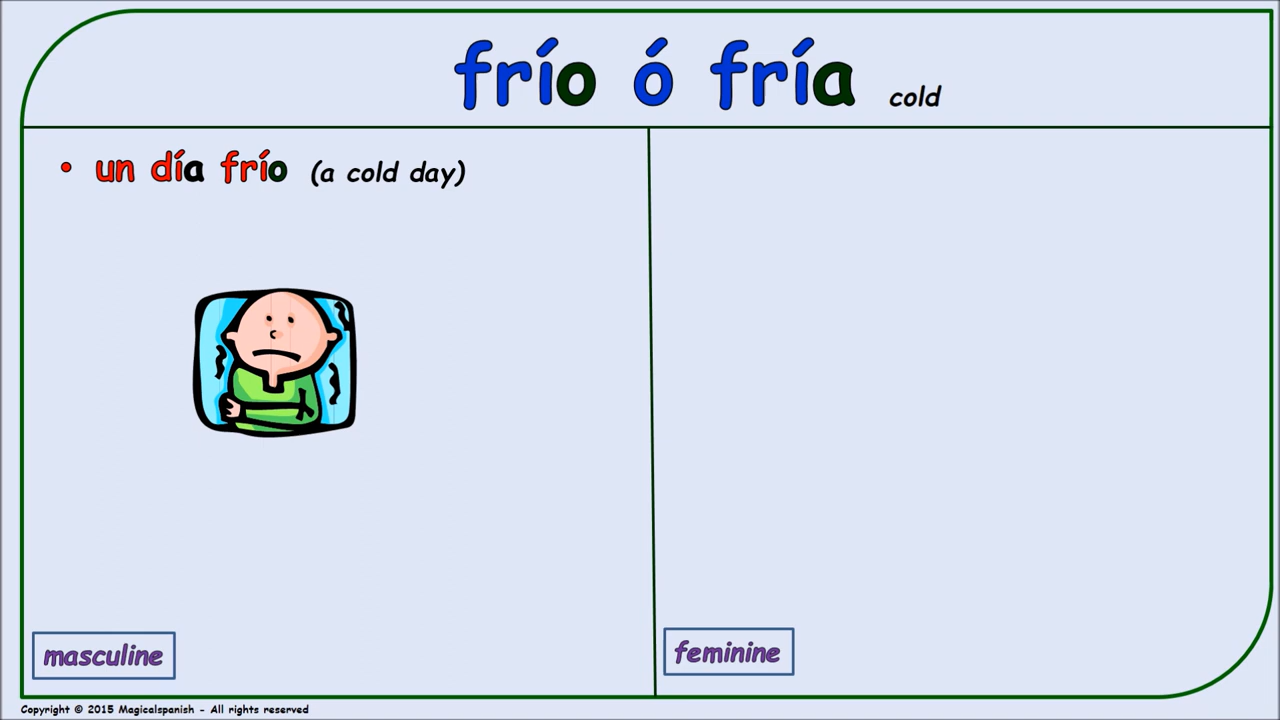 frío ó fría cold
• un día frío (a cold day)
masculine
feminine
Copyright © 2015 Magicalspanish - All rights reserved